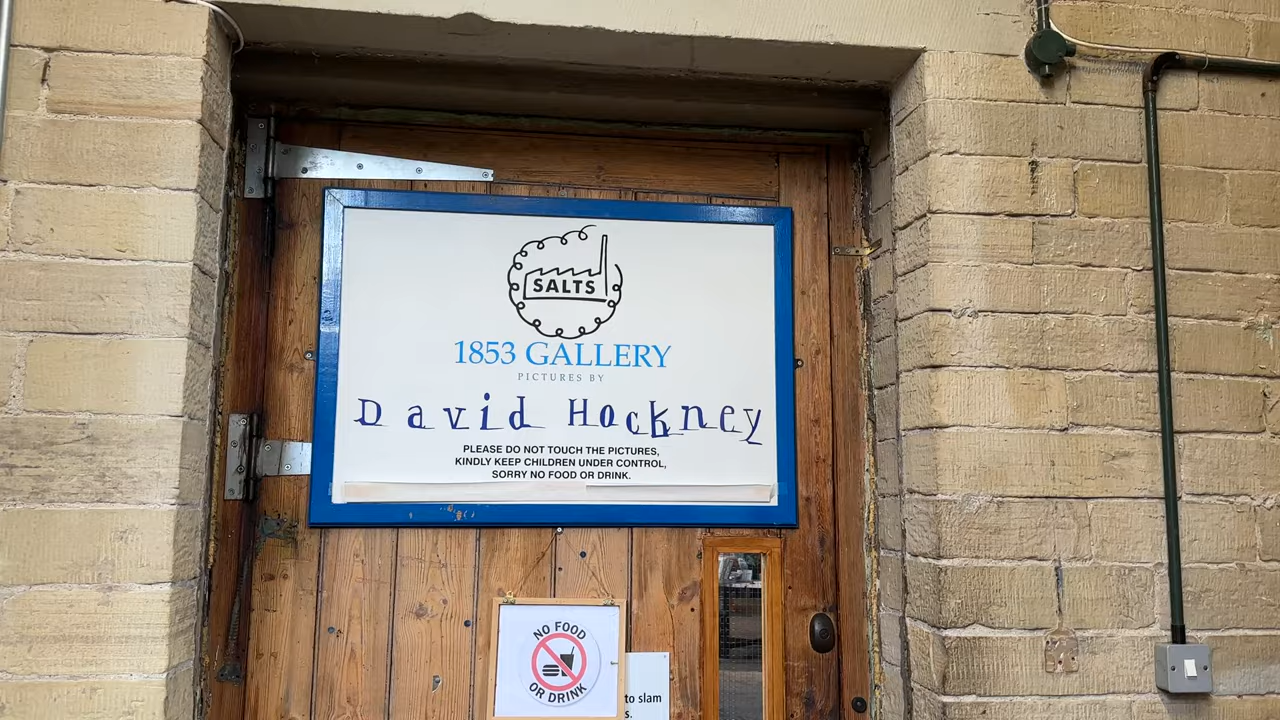 SALTS
1853 GALLERY
PICTURES BY
David Hockney
PLEASE DO NOT TOUCH THE PICTURES,
KINDLY KEEP CHILDREN UNDER CONTROL,
SORRY NO FOOD OR DRINK.
NO FOOD
OR DRINK
to slam
s.